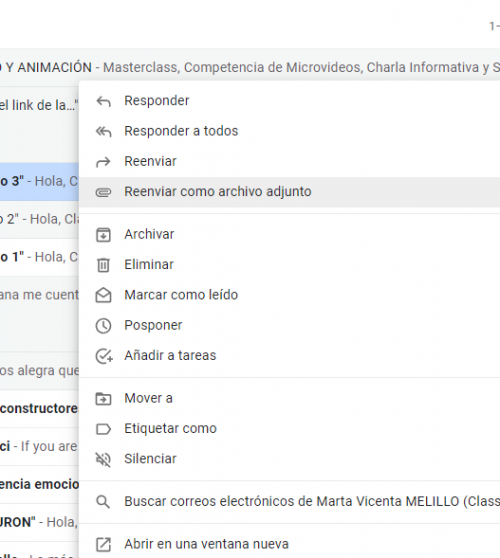 1-
O Y ANIMACIÓN - Masterclass, Competencia de Microvideos, Charla Informativa y S
el link de la..."
Responder
Responder a todos
Reenviar
o 3" - Hola, C
Reenviar como archivo adjunto
o 2" - Hola, Cla
Archivar
o 1" - Hola, C
Eliminar
ana me cuent
Marcar como leído
Posponer
Añadir a tareas
os alegra que
Mover a
constructore
Etiquetar como
ci - If you are
Silenciar
encia emocio
Buscar correos electrónicos de Marta Vicenta MELILLO (Class
URON" - Hola,
Abrir en una ventana nueva